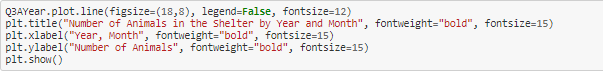 Q3AYear.plot.line(figsize=(18,8), legend=False, fontsize=12)
plt.title("Number of Animals in the Shelter by Year and Month", fontweight="bold", fontsize=15)
plt.xlabel("Year, Month", fontweight="bold", fontsize=15)
plt.ylabel("Number of Animals", fontweight="bold", fontsize=15)
plt.show()